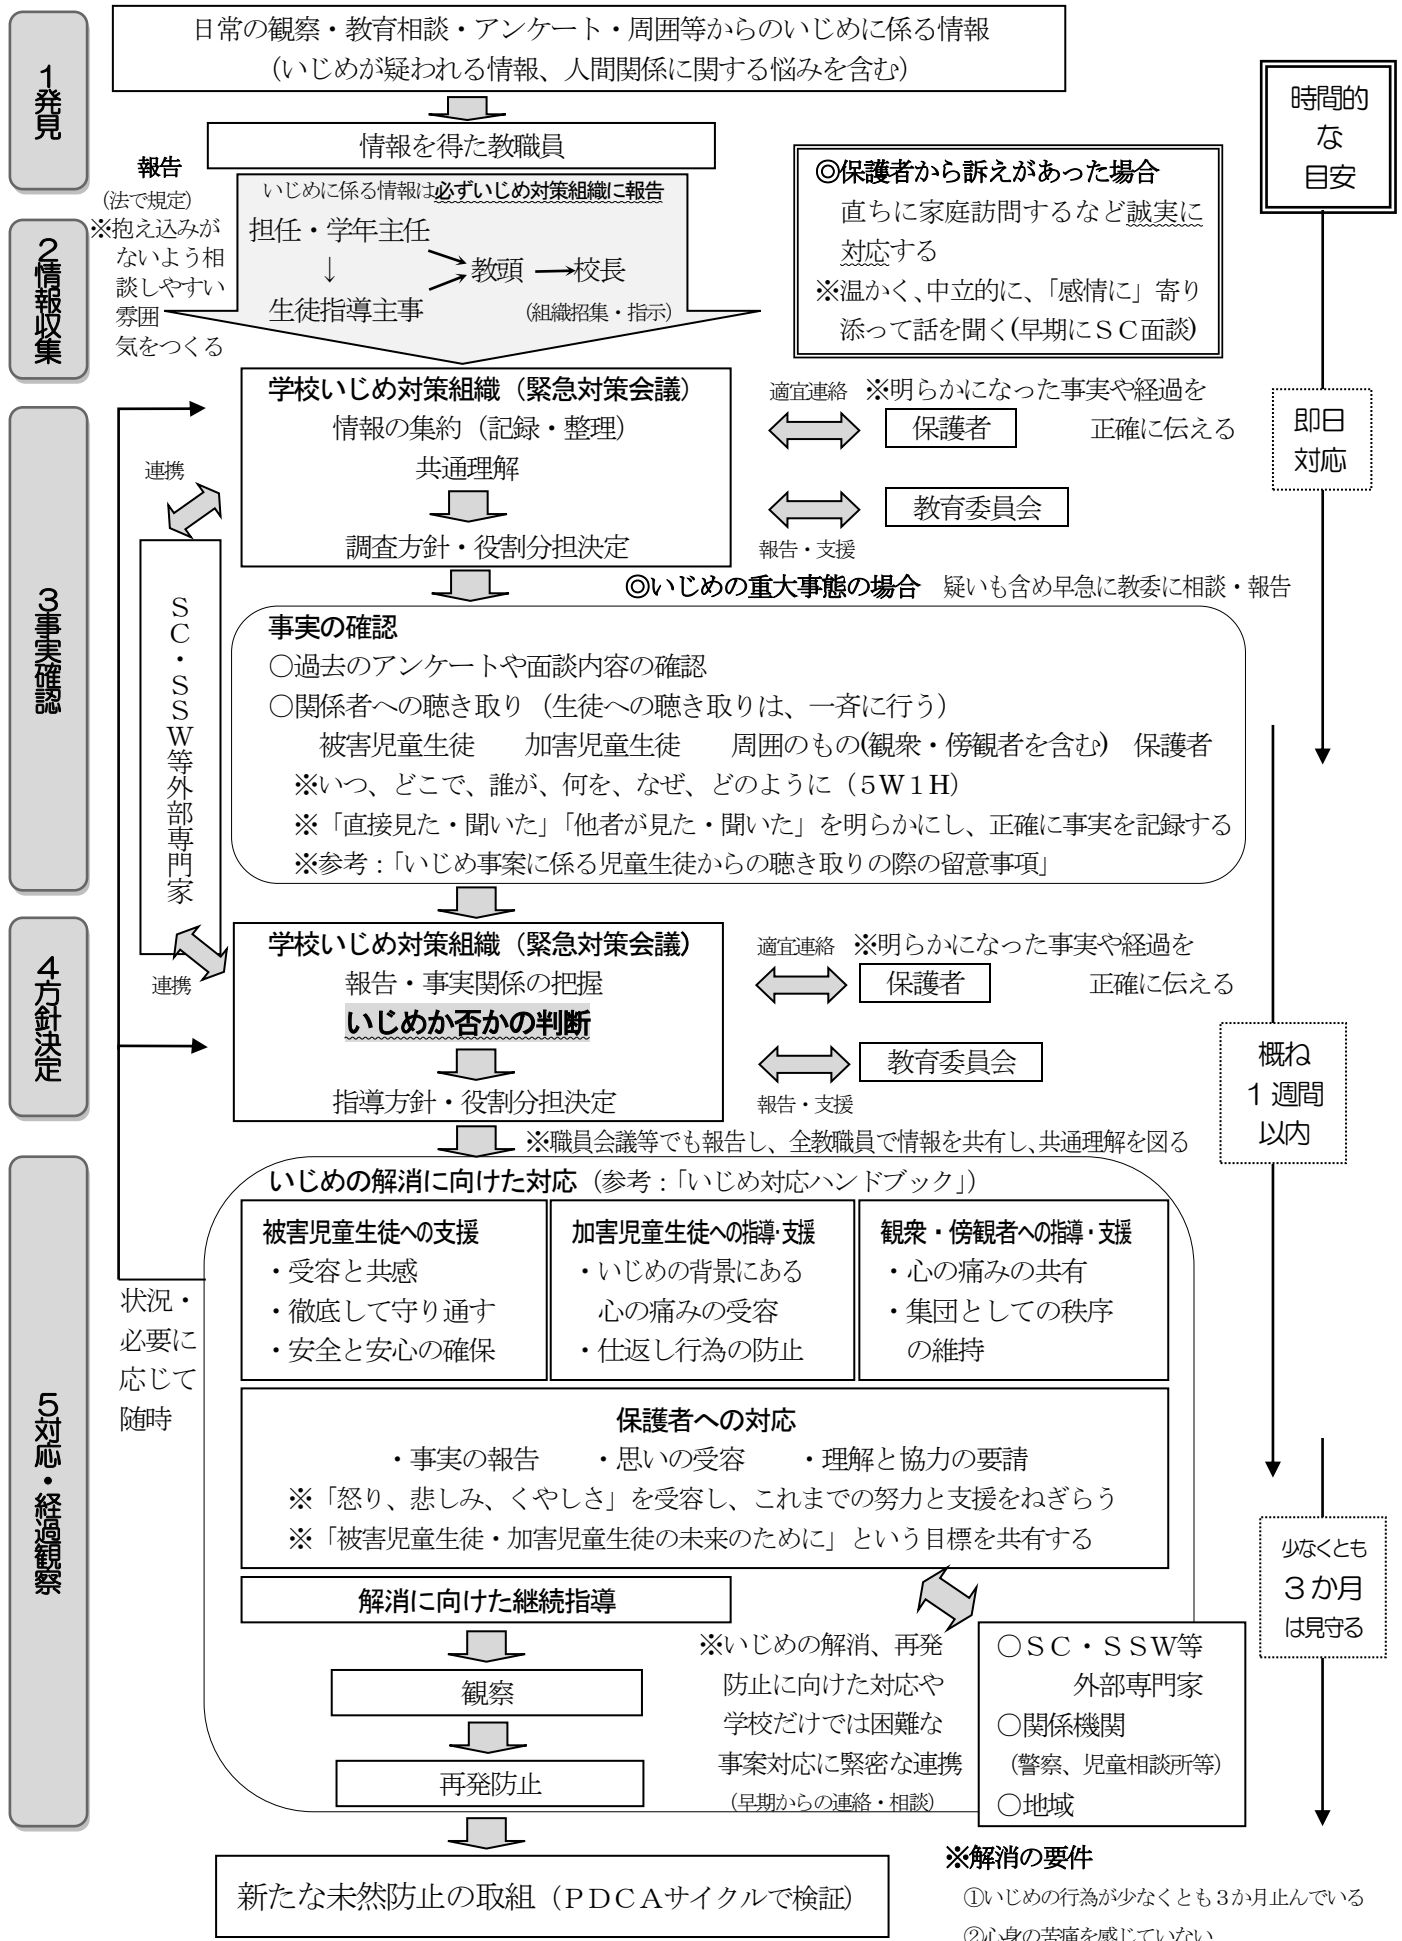 1発見
日常の観察・教育相談・アンケート・周囲等からのいじめに係る情報
（いじめが疑われる情報、人間関係に関する悩みを含む）
情報を得た教職員
時間的
な
目安
報告
（法で規定）
※抱え込みが
ないよう相
談しやすい
雰囲
気をつくる
いじめに係る情報は必ずいじめ対策組織に報告
担任・学年主任
↓
生徒指導主事
教頭
校長
（組織招集・指示）
◎保護者から訴えがあった場合
直ちに家庭訪問するなど誠実に
対応する
※温かく、中立的に、「感情に」寄り
添って話を聞く(早期にＳＣ面談)
2情報収集
学校いじめ対策組織（緊急対策会議）
情報の集約（記録・整理）
共通理解
調査方針・役割分担決定
適宜連絡
※明らかになった事実や経過を
正確に伝える
保護者
教育委員会
報告・支援
即日
対応
連携
ＳＣ・ＳＳＷ等外部専門家
連携
3事実確認
◎いじめの重大事態の場合　疑いも含め早急に教委に相談・報告
事実の確認
○過去のアンケートや面談内容の確認
○関係者への聴き取り（生徒への聴き取りは、一斉に行う）
被害児童生徒　加害児童生徒　周囲のもの(観衆・傍観者を含む)　保護者
※いつ、どこで、誰が、何を、なぜ、どのように（５Ｗ１Ｈ）
※「直接見た・聞いた」「他者が見た・聞いた」を明らかにし、正確に事実を記録する
※参考：「いじめ事案に係る児童生徒からの聴き取りの際の留意事項」
4方針決定
学校いじめ対策組織（緊急対策会議）
報告・事実関係の把握
いじめか否かの判断
指導方針・役割分担決定
適宜連絡
※明らかになった事実や経過を
正確に伝える
保護者
教育委員会
報告・支援
概ね
1週間
以内
※職員会議等でも報告し、全教職員で情報を共有し、共通理解を図る
5対応・経過観察
いじめの解消に向けた対応（参考：「いじめ対応ハンドブック」）
被害児童生徒への支援
・受容と共感
・徹底して守り通す
・安全と安心の確保
加害児童生徒への指導・支援
・いじめの背景にある
心の痛みの受容
・仕返し行為の防止
観衆・傍観者への指導・支援
・心の痛みの共有
・集団としての秩序
の維持
状況・
必要に
応じて
随時
保護者への対応
・事実の報告　・思いの受容　・理解と協力の要請
※「怒り、悲しみ、くやしさ」を受容し、これまでの努力と支援をねぎらう
※「被害児童生徒・加害児童生徒の未来のために」という目標を共有する
少なくとも
3か月
は見守る
解消に向けた継続指導
観察
再発防止
※いじめの解消、再発
防止に向けた対応や
学校だけでは困難な
事案対応に緊密な連携
（早期からの連絡・相談）
○ＳＣ・ＳＳＷ等
外部専門家
○関係機関
（警察、児童相談所等）
○地域
新たな未然防止の取組（ＰＤＣＡサイクルで検証）
※解消の要件
①いじめの行為が少なくとも３か月止んでいる
②心身の苦痛を感じていない